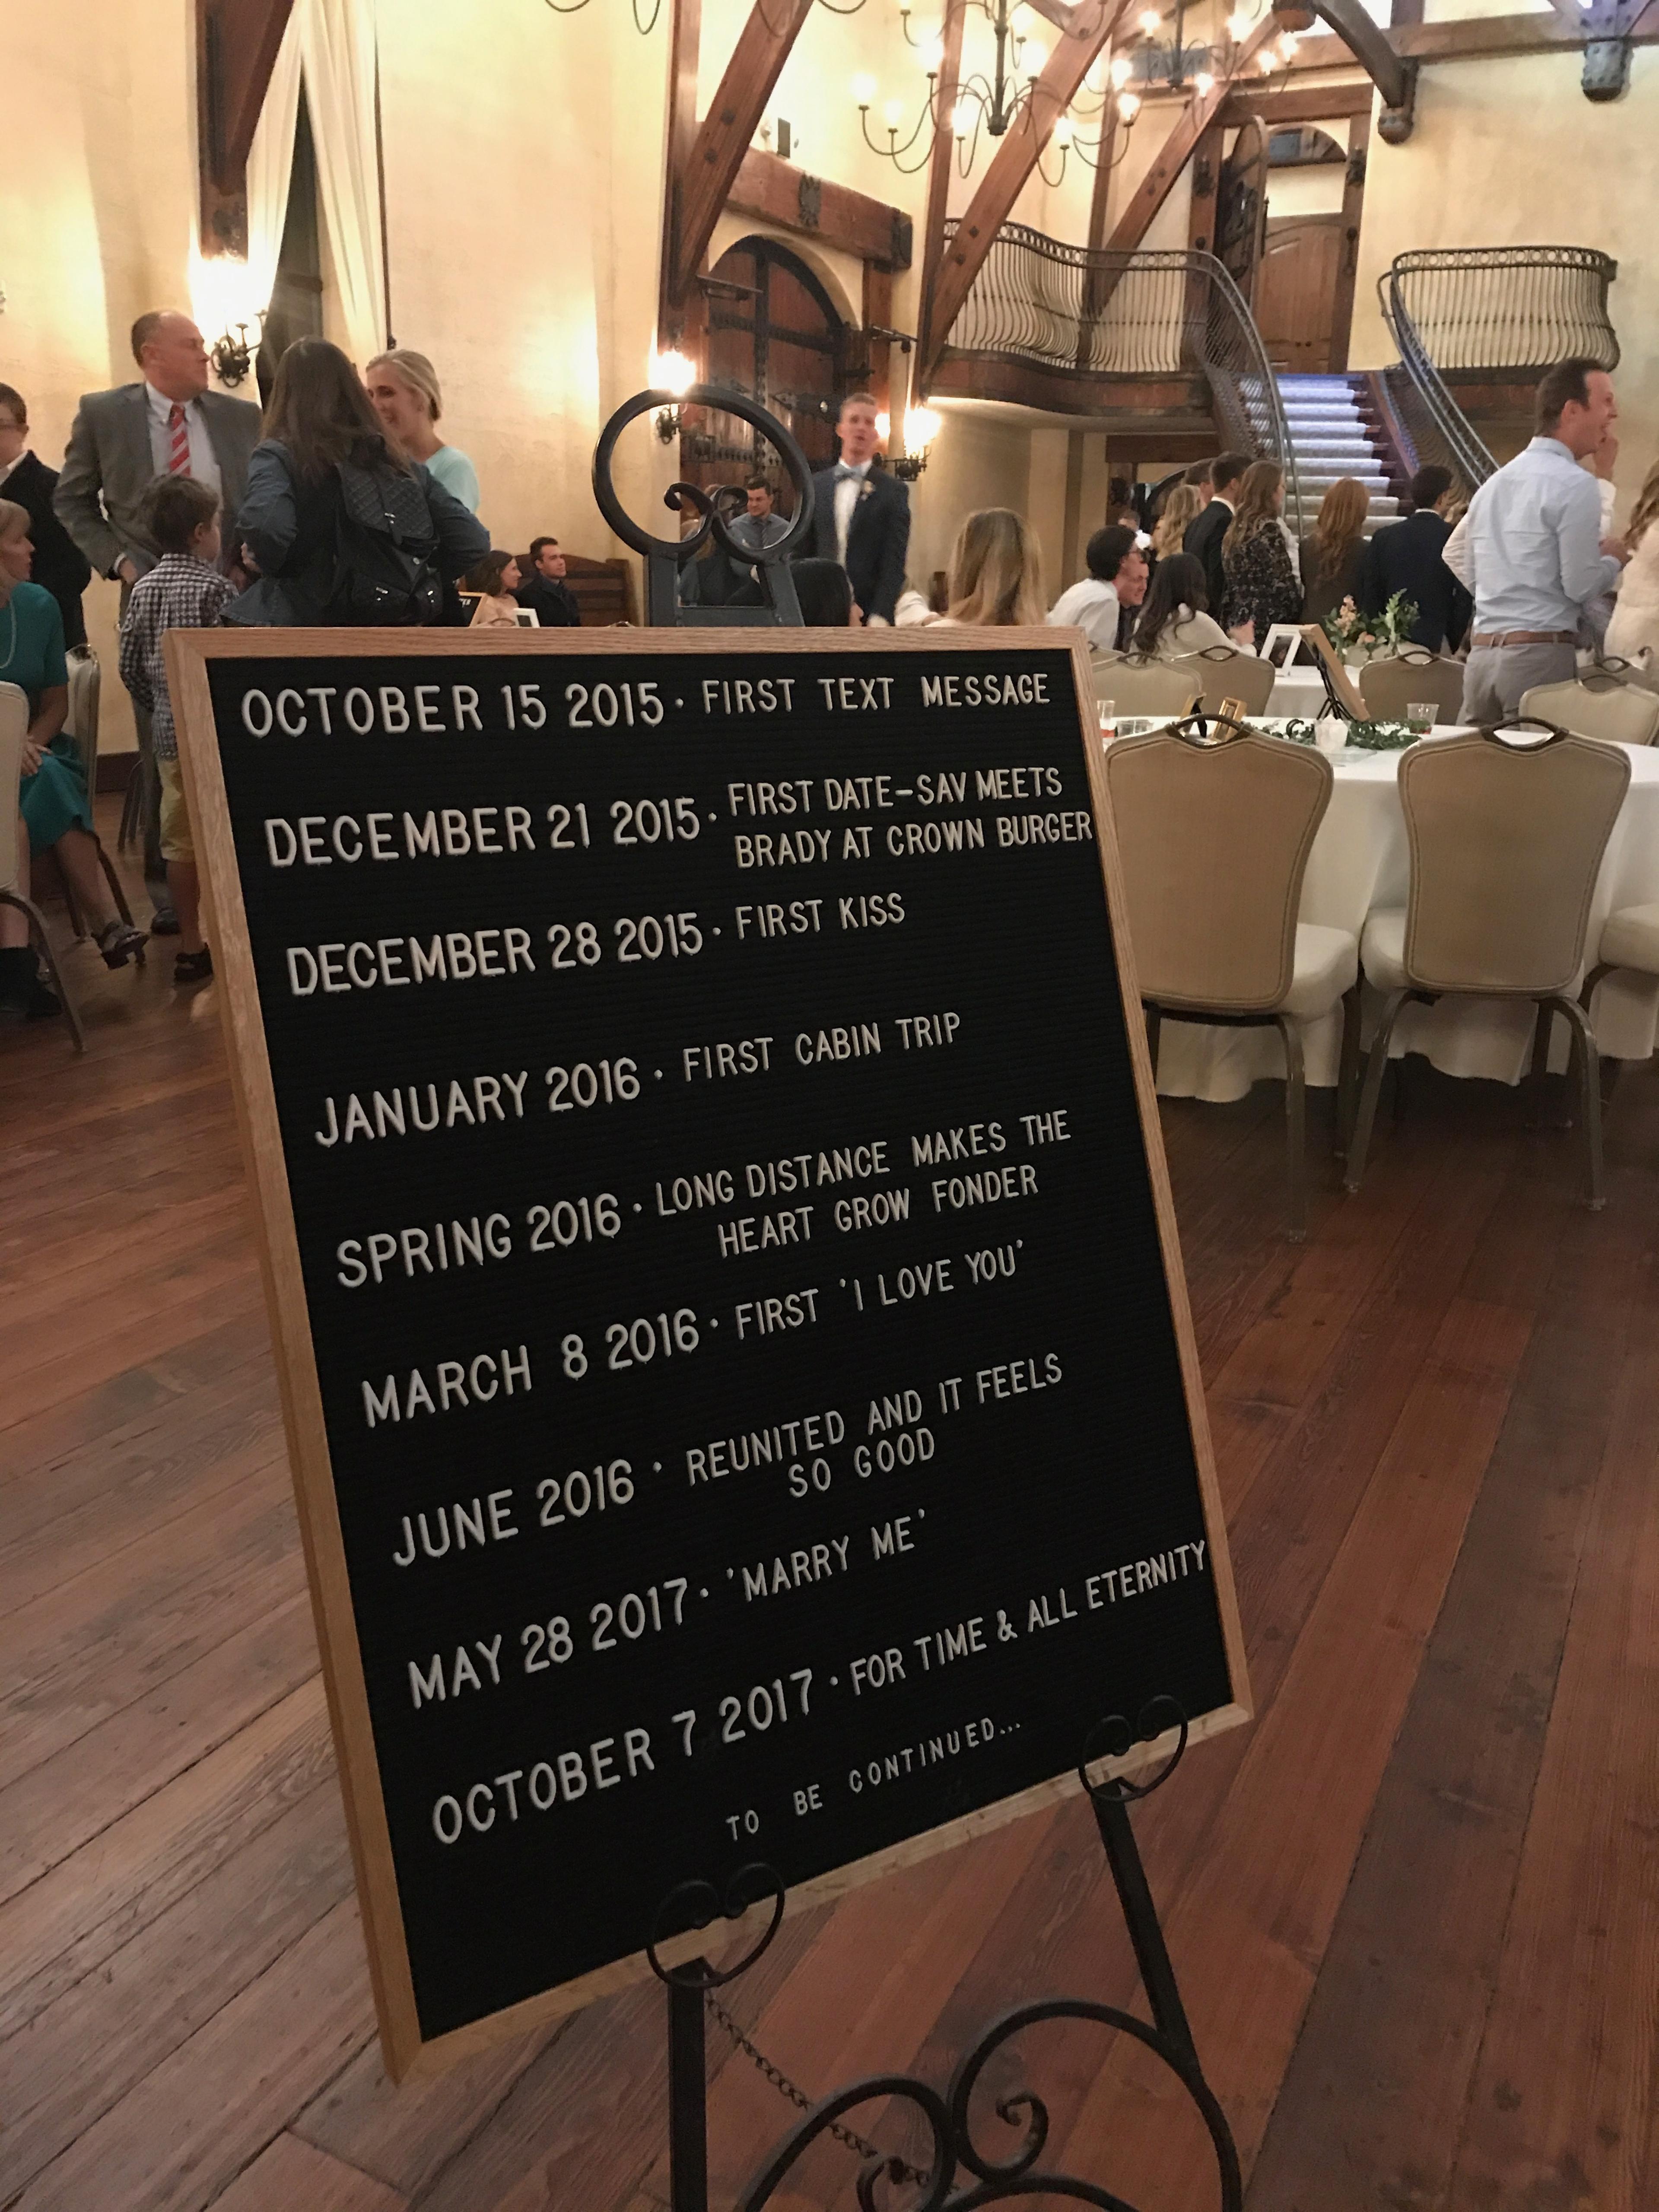 OCTOBER 15 2015 · FIRST TEXT MESSAGE
DECEMBER 21 2015 · FIRST DATE-SAV MEETS
BRADY AT CROWN BURGER
DECEMBER 28 2015 · FIRST KISS
JANUARY 2016 · FIRST CABIN TRIP
SPRING 2016 · LONG DISTANCE MAKES THE
HEART GROW FONDER
MARCH 8 2016 · FIRST 'I LOVE YOU'
JUNE 2016 · REUNITED AND IT FEELS
SO GOOD
MAY 28 2017 · 'MARRY ME'
OCTOBER 7 2017 · FOR TIME & ALL ETERNITY
TO BE CONTINUED...